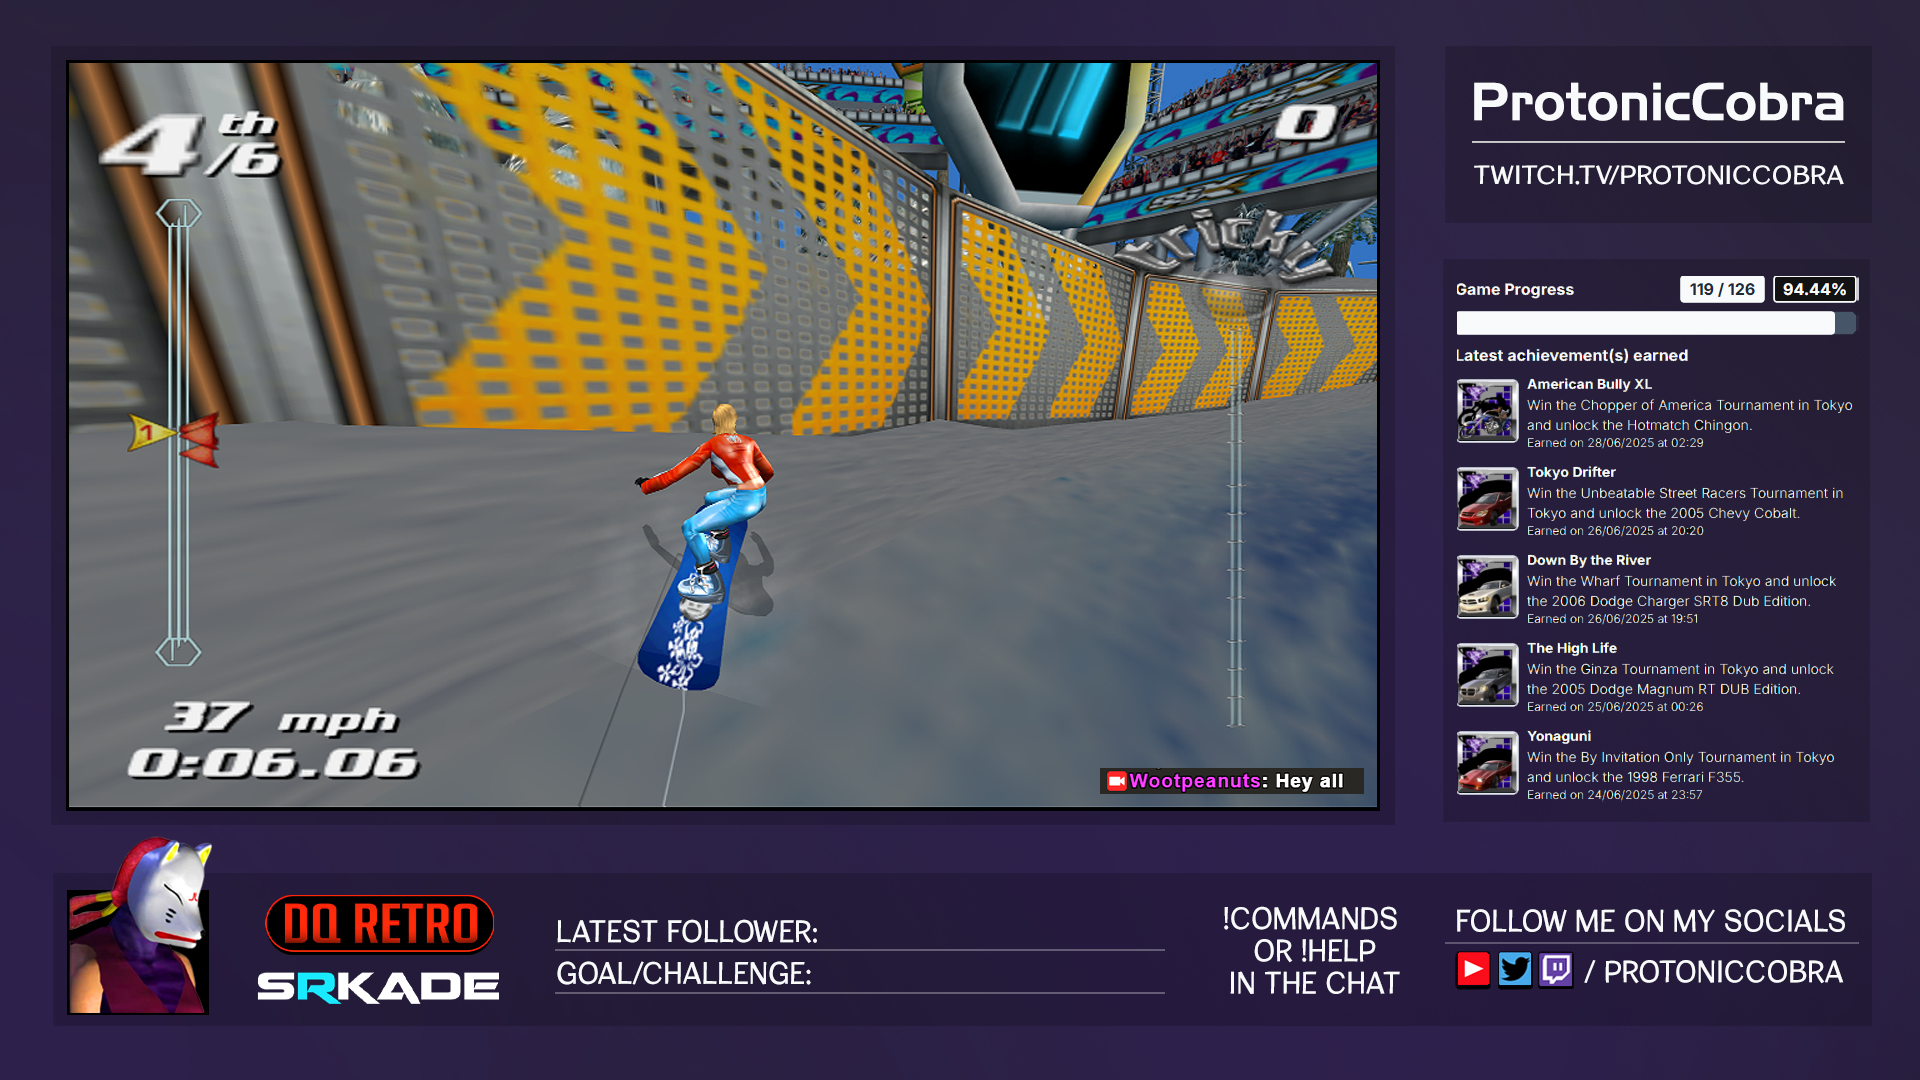 4th/6
0
SSX
tricky
1
37 mph
0:06.06
Wootpeanuts: Hey all
ProtonicCobra
TWITCH.TV/PROTONICCOBRA
Game Progress
119 / 126
94.44%
Latest achievement(s) earned
American Bully XL
Win the Chopper of America Tournament in Tokyo
and unlock the Hotmatch Chingon.
Earned on 28/06/2025 at 02:29
Tokyo Drifter
Win the Unbeatable Street Racers Tournament in
Tokyo and unlock the 2005 Chevy Cobalt.
Earned on 26/06/2025 at 20:20
Down By the River
Win the Wharf Tournament in Tokyo and unlock
the 2006 Dodge Charger SRT8 Dub Edition.
Earned on 26/06/2025 at 19:51
The High Life
Win the Ginza Tournament in Tokyo and unlock
the 2005 Dodge Magnum RT DUB Edition.
Earned on 25/06/2025 at 00:26
Yonaguni
Win the By Invitation Only Tournament in Tokyo
and unlock the 1998 Ferrari F355.
Earned on 24/06/2025 at 23:57
DQ RETRO
SRKADE
LATEST FOLLOWER:
GOAL/CHALLENGE:
!COMMANDS
OR !HELP
IN THE CHAT
FOLLOW ME ON MY SOCIALS
/ PROTONICCOBRA